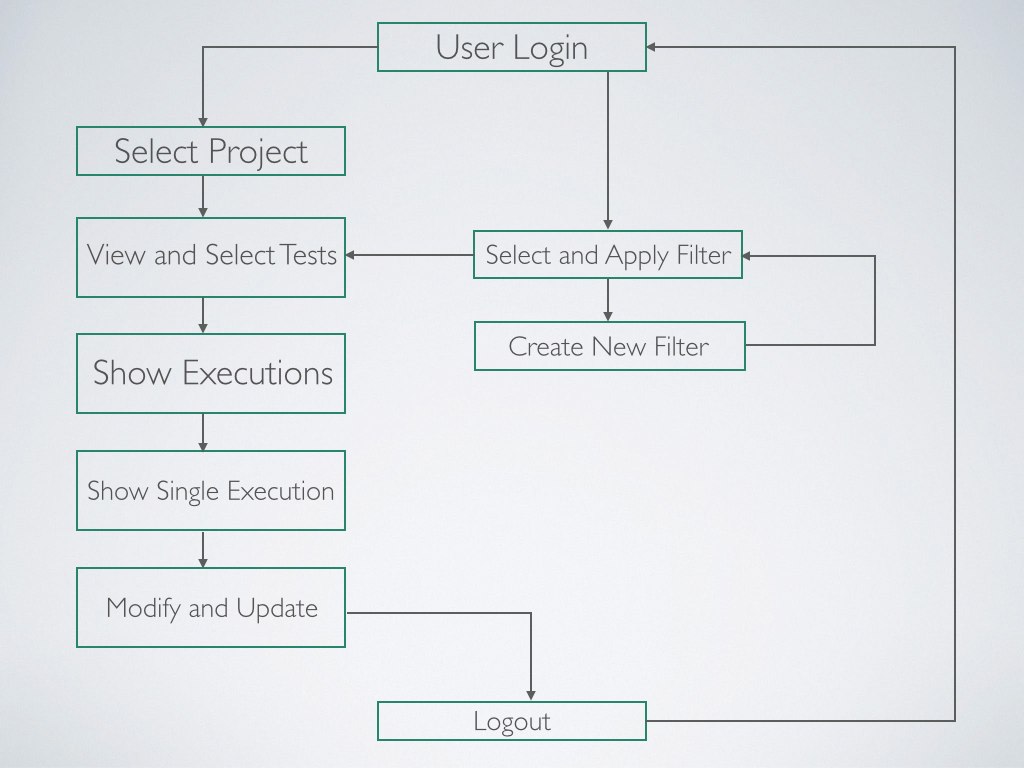 User Login
Select Project
View and Select Tests
Select and Apply Filter
Create New Filter
Show Executions
Show Single Execution
Modify and Update
Logout